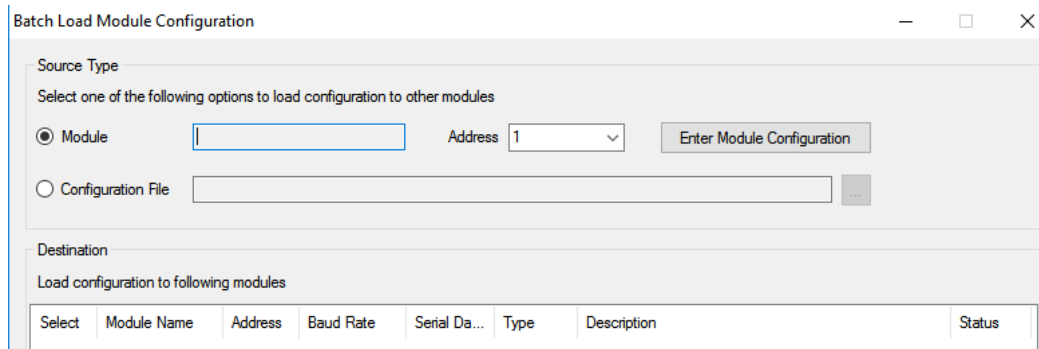 Batch Load Module Configuration
Source Type
Select one of the following options to load configuration to other modules
Module Address 1 Enter Module Configuration
Configuration File ...
Destination
Load configuration to following modules
Select Module Name Address Baud Rate Serial Da... Type Description Status